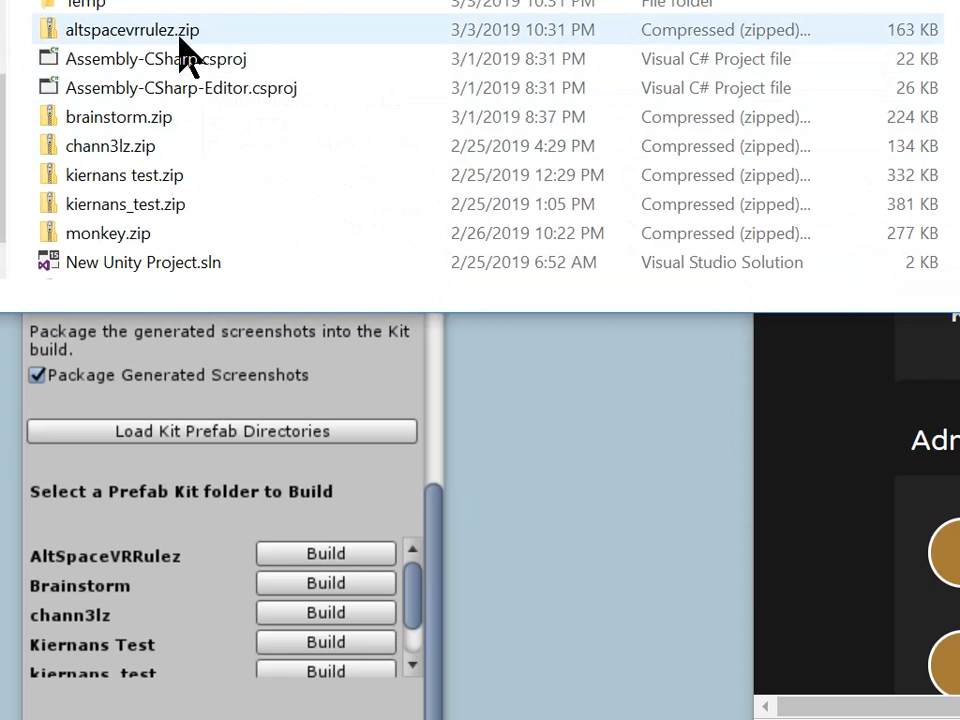 Temp 3/3/2019 10:31 PM File folder
altspacevrrulez.zip 3/3/2019 10:31 PM Compressed (zipped)... 163 KB
Assembly-CSharp.csproj 3/1/2019 8:31 PM Visual C# Project file 22 KB
Assembly-CSharp-Editor.csproj 3/1/2019 8:31 PM Visual C# Project file 26 KB
brainstorm.zip 3/1/2019 8:37 PM Compressed (zipped)... 224 KB
chann3lz.zip 2/25/2019 4:29 PM Compressed (zipped)... 134 KB
kiernans test.zip 2/25/2019 12:29 PM Compressed (zipped)... 332 KB
kiernans_test.zip 2/25/2019 1:05 PM Compressed (zipped)... 381 KB
monkey.zip 2/26/2019 10:22 PM Compressed (zipped)... 277 KB
New Unity Project.sln 2/25/2019 6:52 AM Visual Studio Solution 2 KB
Package the generated screenshots into the Kit
build.
Package Generated Screenshots
Load Kit Prefab Directories
Select a Prefab Kit folder to Build
AltSpaceVRRulez Build
Brainstorm Build
chann3lz Build
Kiernans Test Build
kiernans_test Build